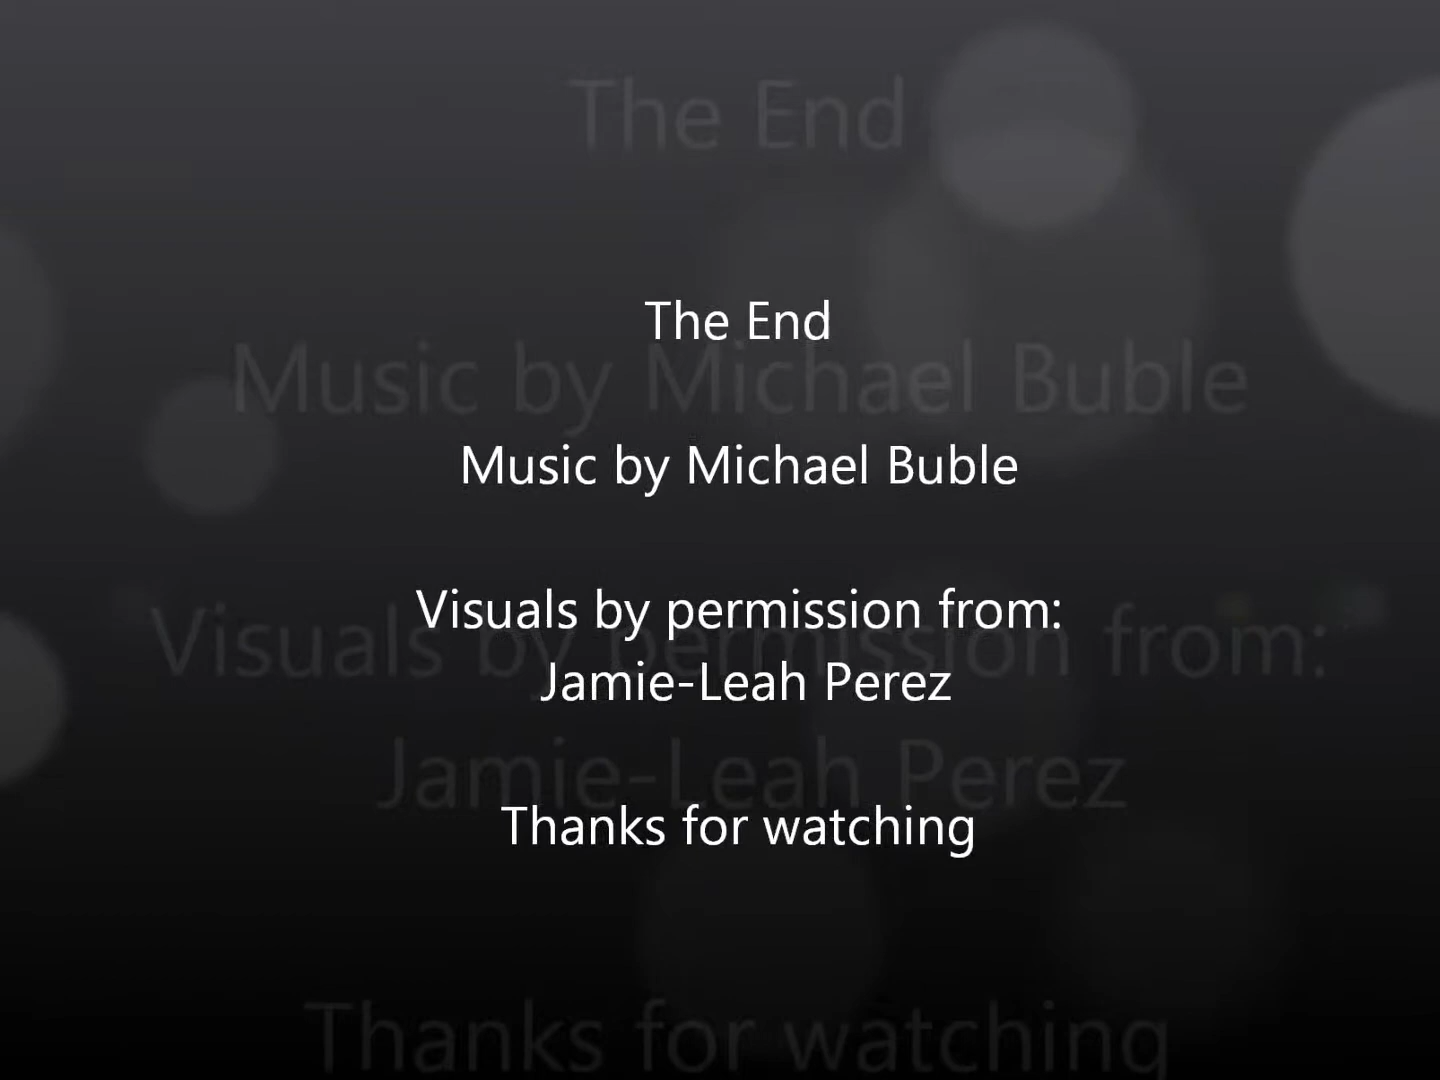 The End
Music by Michael Buble
Visuals by permission from:
Jamie-Leah Perez
Thanks for watching